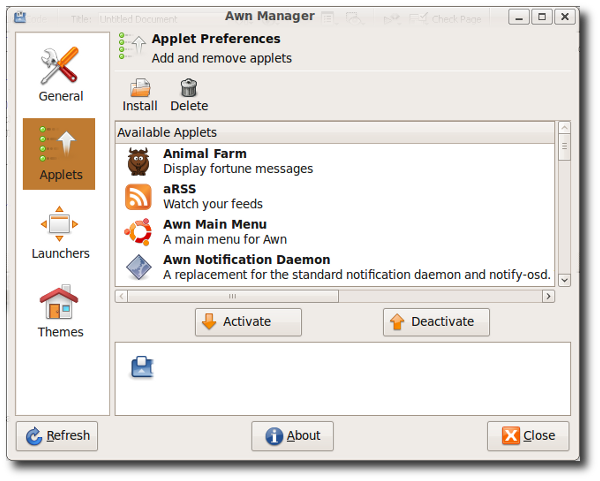 Awn Manager
Title: Untitled Document
Check Page
General
Applets
Launchers
Themes
Applet Preferences
Add and remove applets
Install
Delete
Available Applets
Animal Farm
Display fortune messages
aRSS
Watch your feeds
Awn Main Menu
A main menu for Awn
Awn Notification Daemon
A replacement for the standard notification daemon and notify-osd.
Activate
Deactivate
Refresh
About
Close